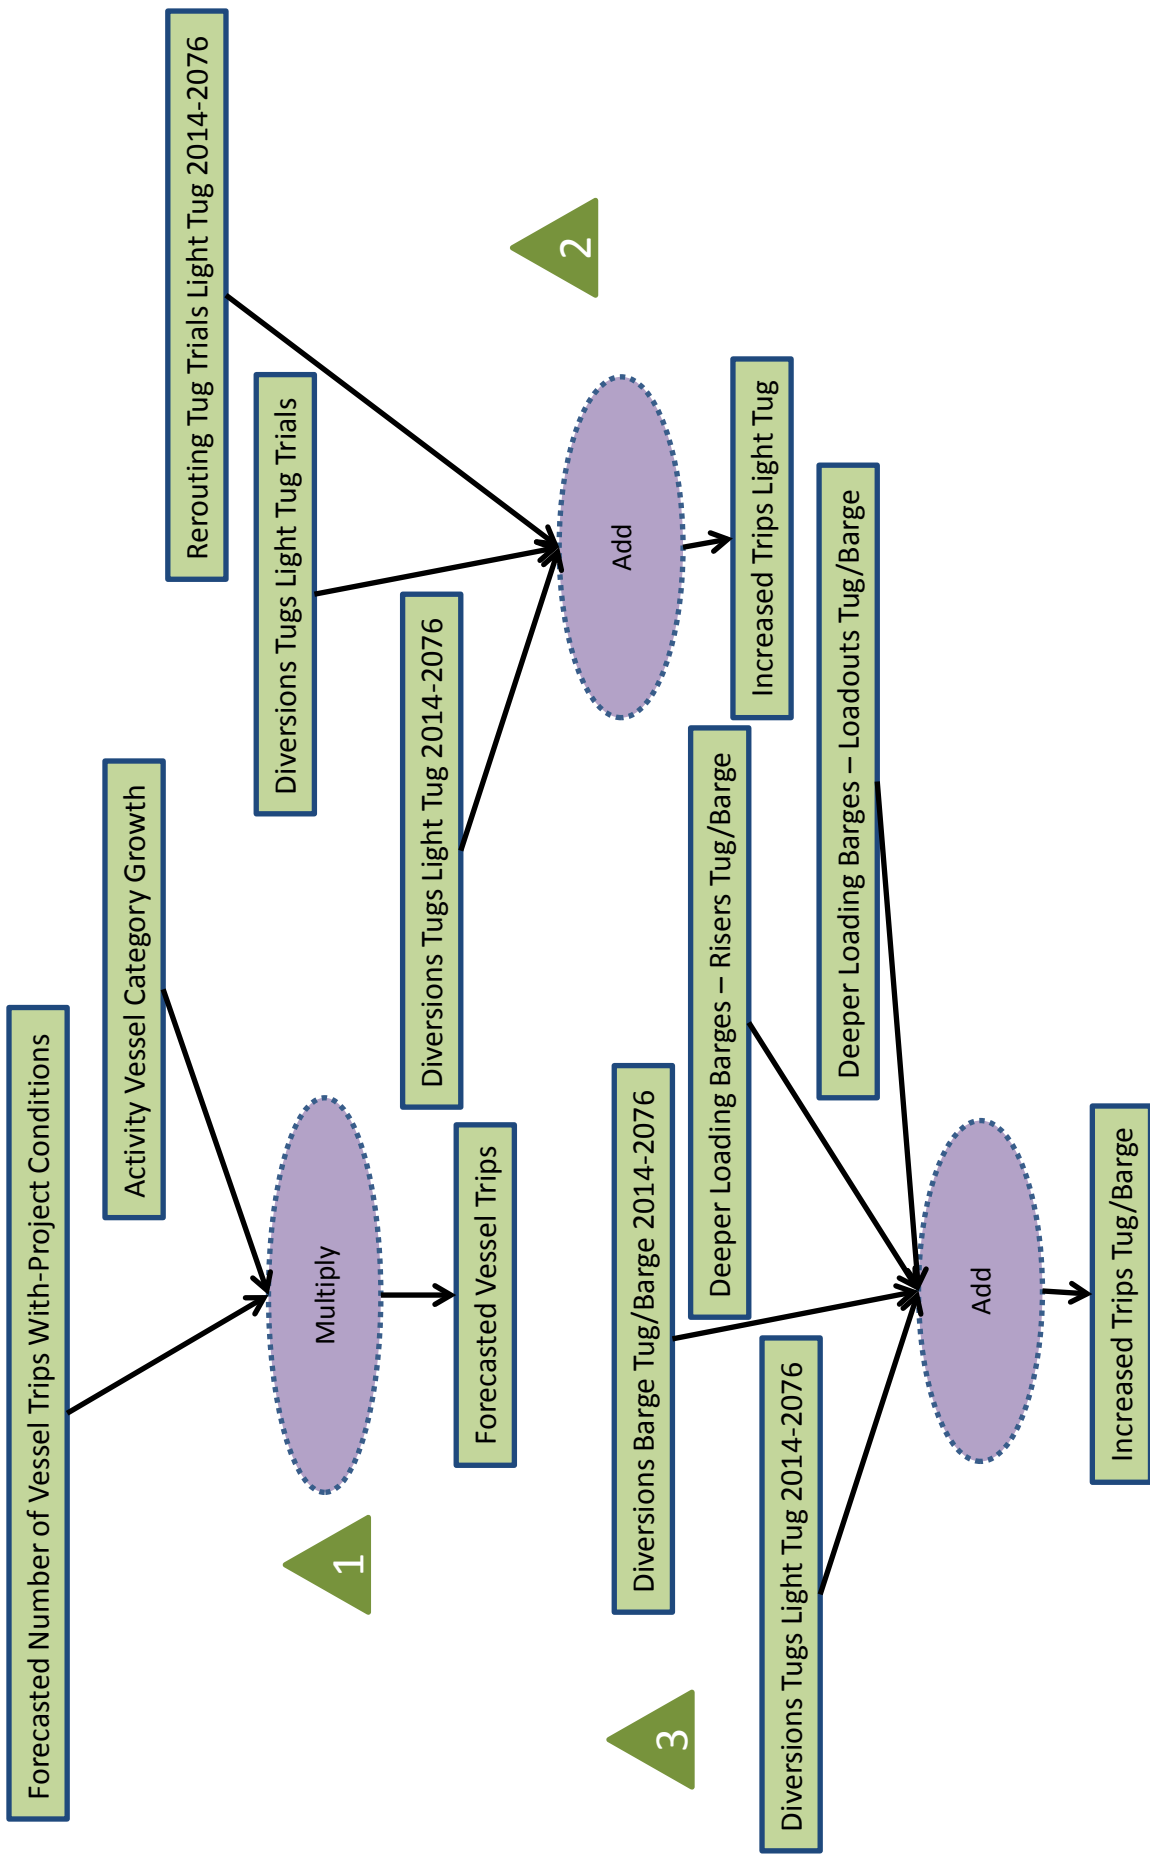 Forecasted Number of Vessel Trips With-Project Conditions
Activity Vessel Category Growth
Multiply
Forecasted Vessel Trips
1
Rerouting Tug Trials Light Tug 2014-2076
Diversions Tugs Light Tug Trials
Diversions Tugs Light Tug 2014-2076
Add
Increased Trips Light Tug
2
Diversions Barge Tug/Barge 2014-2076
Deeper Loading Barges – Risers Tug/Barge
Diversions Tugs Light Tug 2014-2076
Deeper Loading Barges – Loadouts Tug/Barge
Add
Increased Trips Tug/Barge
3